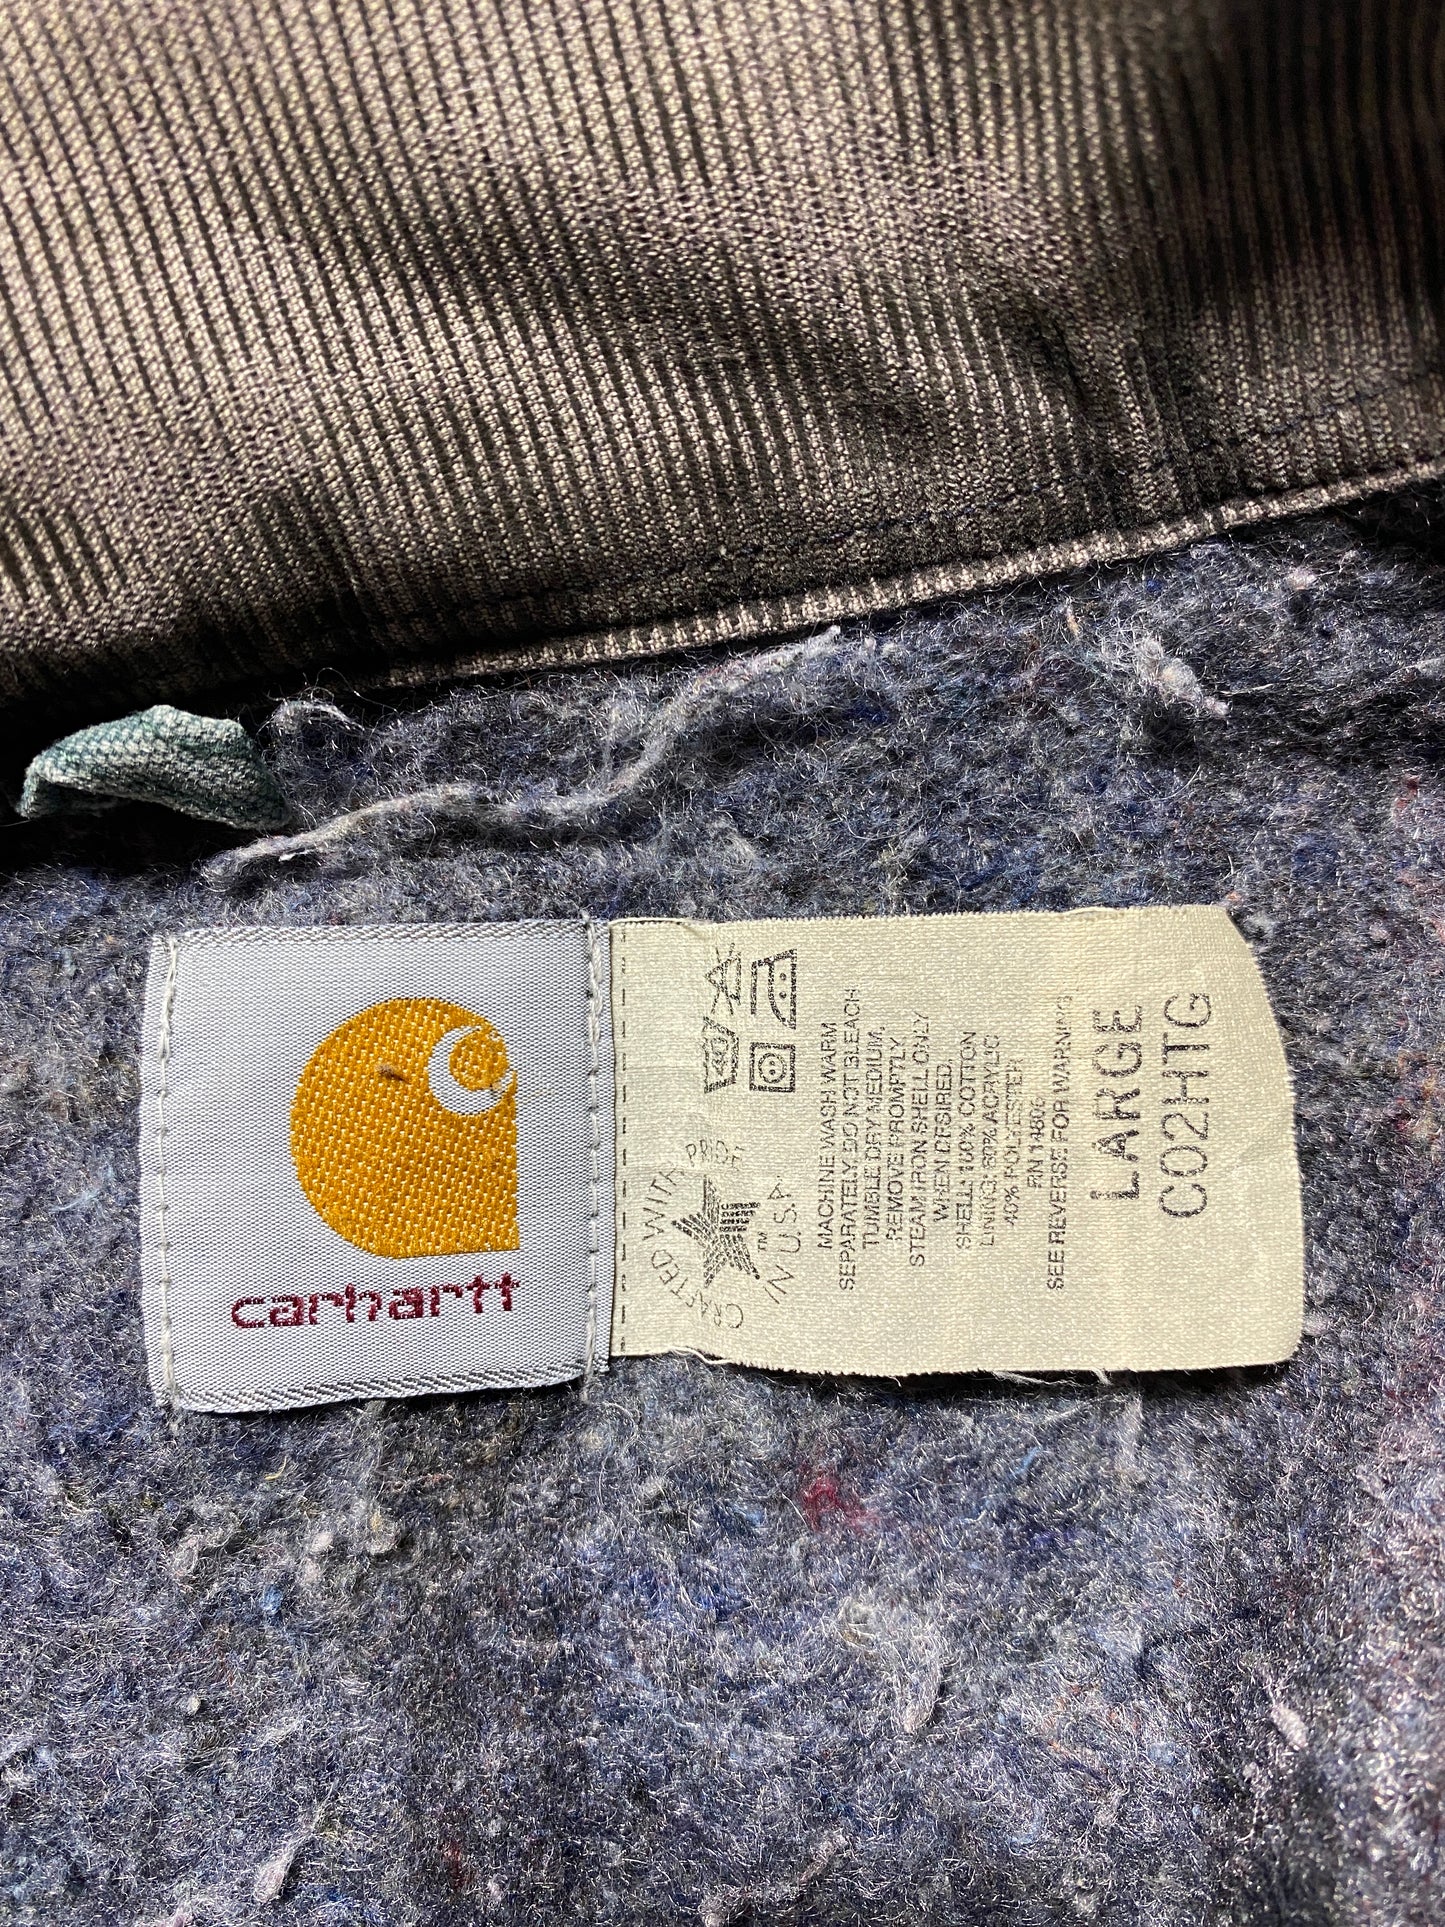 carhartt
CRAFTED WITH PRIDE
IN U.S.A.
TM
40
MACHINE WASH WARM
SEPARATELY. DO NOT BLEACH
TUMBLE DRY MEDIUM,
REMOVE PROMPTLY
STEAM IRON SHELL ONLY
WHEN DESIRED.
SHELL: 100% COTTON
LINING: 60% ACRYLIC
40% POLYESTER
RN 14806
SEE REVERSE FOR WARNING
LARGE
C02HTG